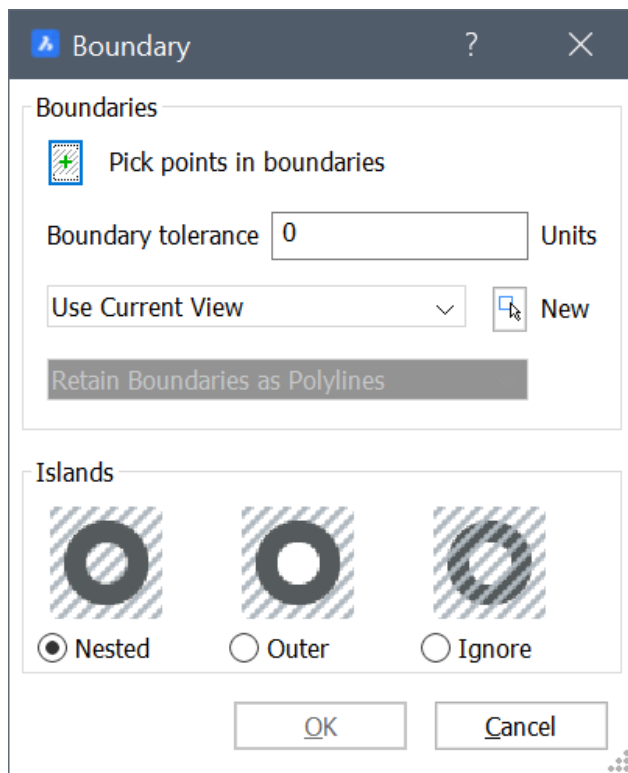 Boundary ?
Boundaries
Pick points in boundaries
Boundary tolerance 0 Units
Use Current View New
Retain Boundaries as Polylines
Islands
Nested Outer Ignore
OK Cancel